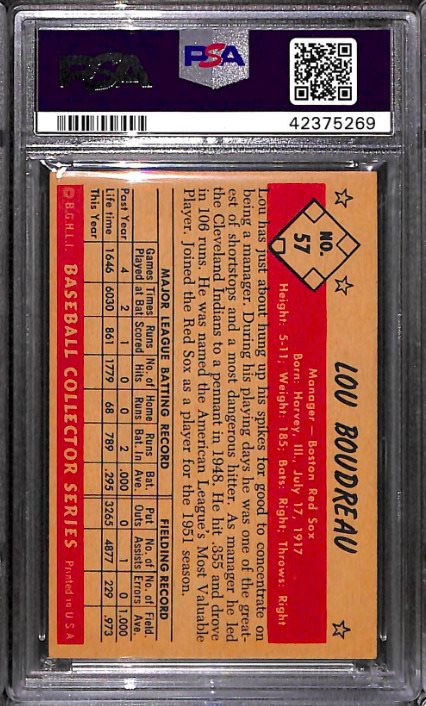 PSA
PSA
42375269
NO.
57
LOU BOUDREAU
Manager — Boston Red Sox
Born: Harvey, Ill. July 17, 1917
Height: 5-11; Weight: 185; Bats: Right; Throws: Right
Lou has just about hung up his spikes for good to concentrate on
being a manager. During his playing days he was one of the great-
est of shortstops and a most dangerous hitter. As manager he led
the Cleveland Indians to a pennant in 1948. He hit .355 and drove
in 106 runs. He was named the American League's Most Valuable
Player. Joined the Red Sox as a player for the 1951 season.
MAJOR LEAGUE BATTING RECORD FIELDING RECORD
Games Times Runs No. of Home Runs Bat. Put No. of No. of Field.
Played at Bat Scored Hits Runs Bat. In Ave. Outs Assists Errors Ave.
Past Year 4 2 1 0 0 2 .000 2 1 0 1.000
Life time 1646 6030 861 1779 68 789 .295 3265 4877 229 .973
This Year
© B.G.H.L.I. BASEBALL COLLECTOR SERIES Printed in U S A